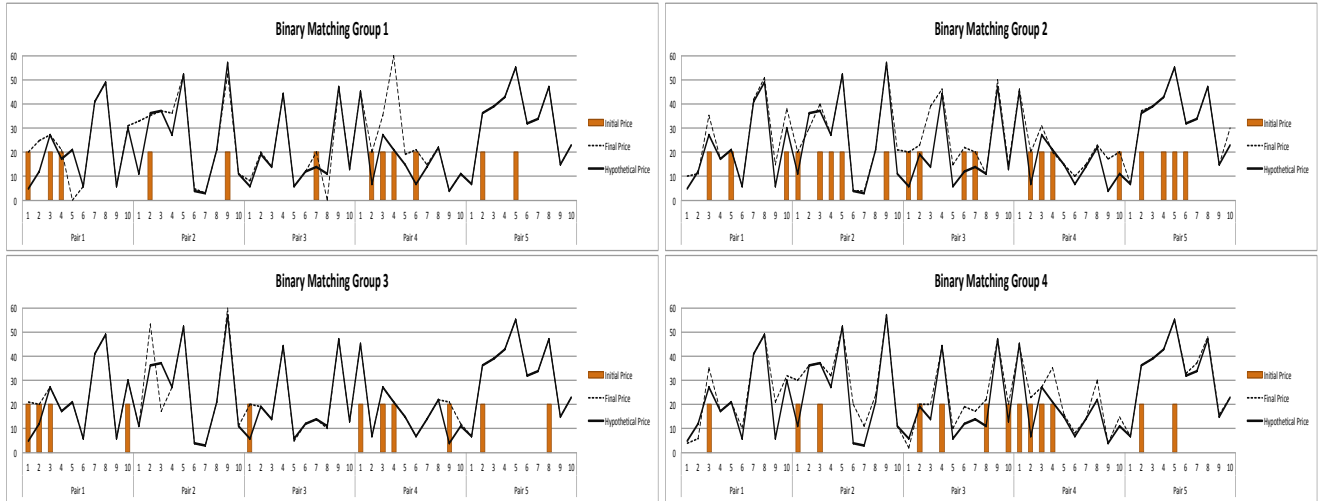 Binary Matching Group 1
60
50
40
30
20
10
0
1 2 3 4 5 6 7 8 9 10 1 2 3 4 5 6 7 8 9 10 1 2 3 4 5 6 7 8 9 10 1 2 3 4 5 6 7 8 9 10 1 2 3 4 5 6 7 8 9 10
Pair 1 Pair 2 Pair 3 Pair 4 Pair 5
Initial Price
Final Price
Hypothetical Price
Binary Matching Group 2
60
50
40
30
20
10
0
1 2 3 4 5 6 7 8 9 10 1 2 3 4 5 6 7 8 9 10 1 2 3 4 5 6 7 8 9 10 1 2 3 4 5 6 7 8 9 10 1 2 3 4 5 6 7 8 9 10
Pair 1 Pair 2 Pair 3 Pair 4 Pair 5
Initial Price
Final Price
Hypothetical Price
Binary Matching Group 3
60
50
40
30
20
10
0
1 2 3 4 5 6 7 8 9 10 1 2 3 4 5 6 7 8 9 10 1 2 3 4 5 6 7 8 9 10 1 2 3 4 5 6 7 8 9 10 1 2 3 4 5 6 7 8 9 10
Pair 1 Pair 2 Pair 3 Pair 4 Pair 5
Initial Price
Final Price
Hypothetical Price
Binary Matching Group 4
60
50
40
30
20
10
0
1 2 3 4 5 6 7 8 9 10 1 2 3 4 5 6 7 8 9 10 1 2 3 4 5 6 7 8 9 10 1 2 3 4 5 6 7 8 9 10 1 2 3 4 5 6 7 8 9 10
Pair 1 Pair 2 Pair 3 Pair 4 Pair 5
Initial Price
Final Price
Hypothetical Price